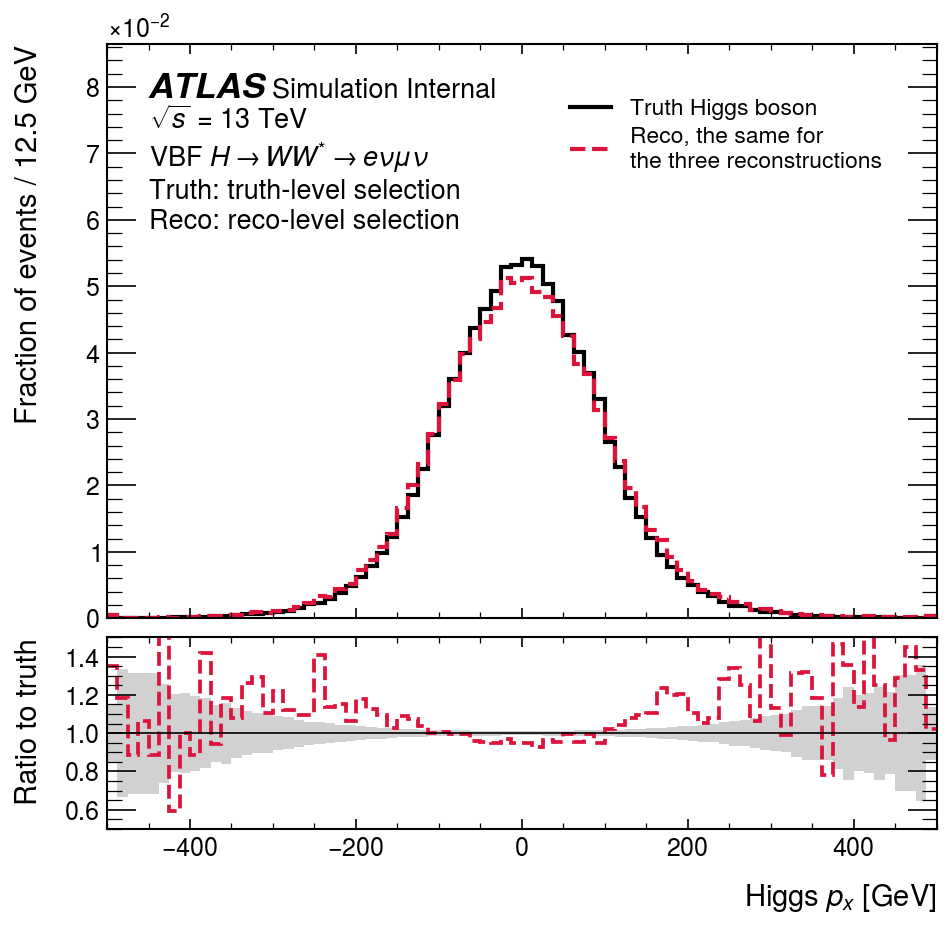 ×10⁻²
Fraction of events / 12.5 GeV
ATLAS Simulation Internal
√s = 13 TeV
VBF H → WW* → eνμν
Truth: truth-level selection
Reco: reco-level selection
Truth Higgs boson
Reco, the same for
the three reconstructions
8
7
6
5
4
3
2
1
0
Ratio to truth
1.4
1.2
1.0
0.8
0.6
−400 −200 0 200 400
Higgs pₓ [GeV]